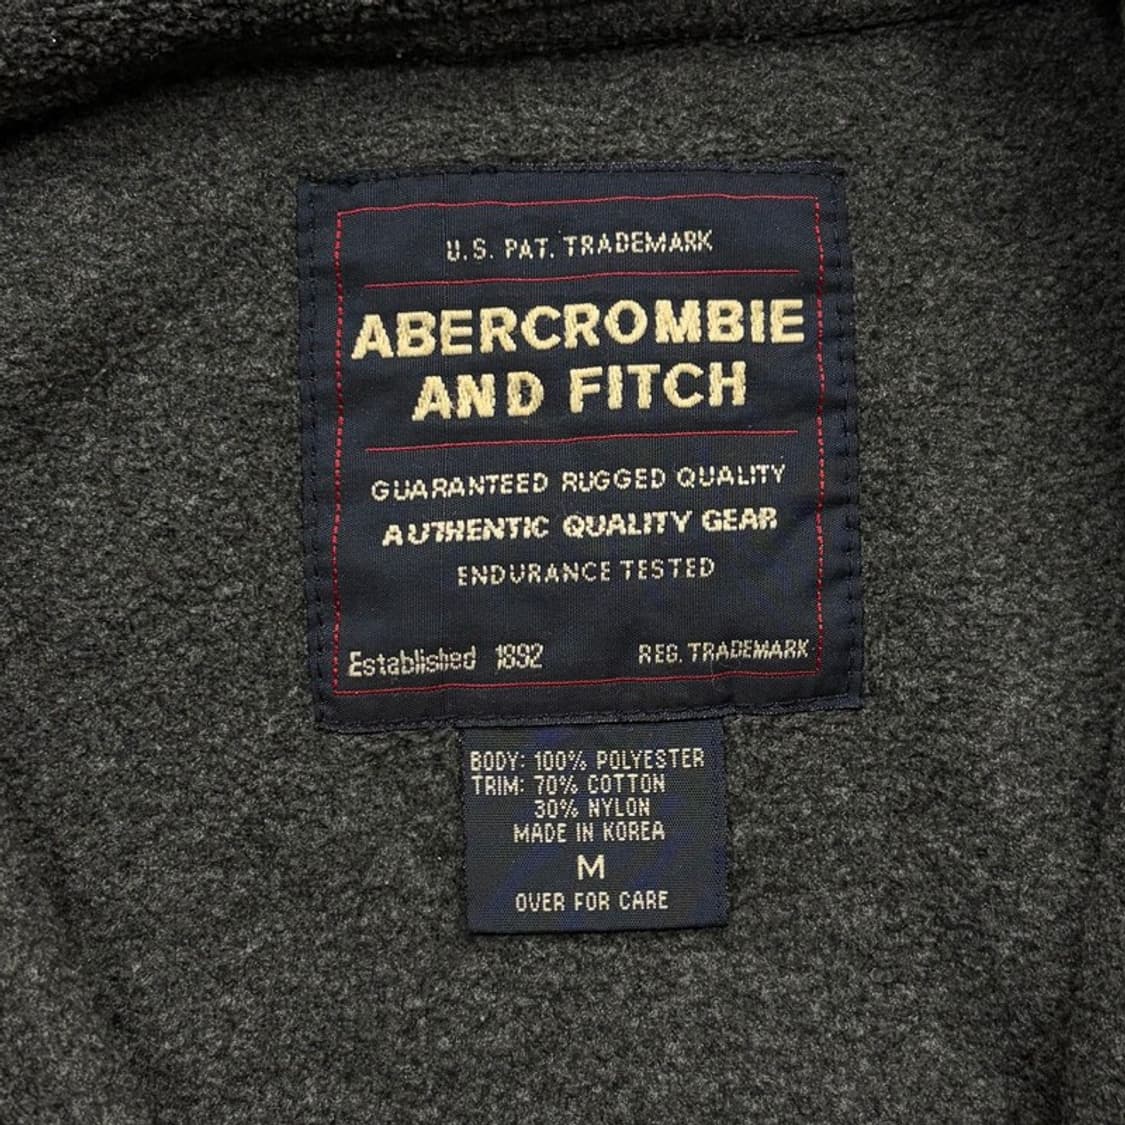 U.S. PAT. TRADEMARK
ABERCROMBIE
AND FITCH
GUARANTEED RUGGED QUALITY
AUTHENTIC QUALITY GEAR
ENDURANCE TESTED
Established 1892 REG. TRADEMARK
BODY: 100% POLYESTER
TRIM: 70% COTTON
30% NYLON
MADE IN KOREA
M
OVER FOR CARE